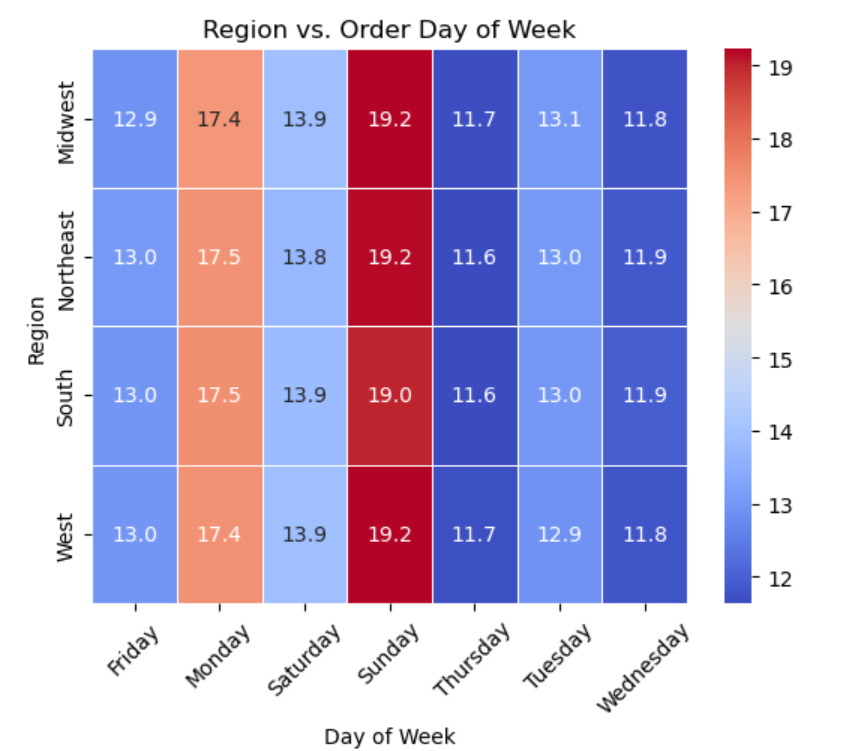 Region vs. Order Day of Week
Region
Midwest 12.9 17.4 13.9 19.2 11.7 13.1 11.8
Northeast 13.0 17.5 13.8 19.2 11.6 13.0 11.9
South 13.0 17.5 13.9 19.0 11.6 13.0 11.9
West 13.0 17.4 13.9 19.2 11.7 12.9 11.8
Friday Monday Saturday Sunday Thursday Tuesday Wednesday
Day of Week
19
18
17
16
15
14
13
12